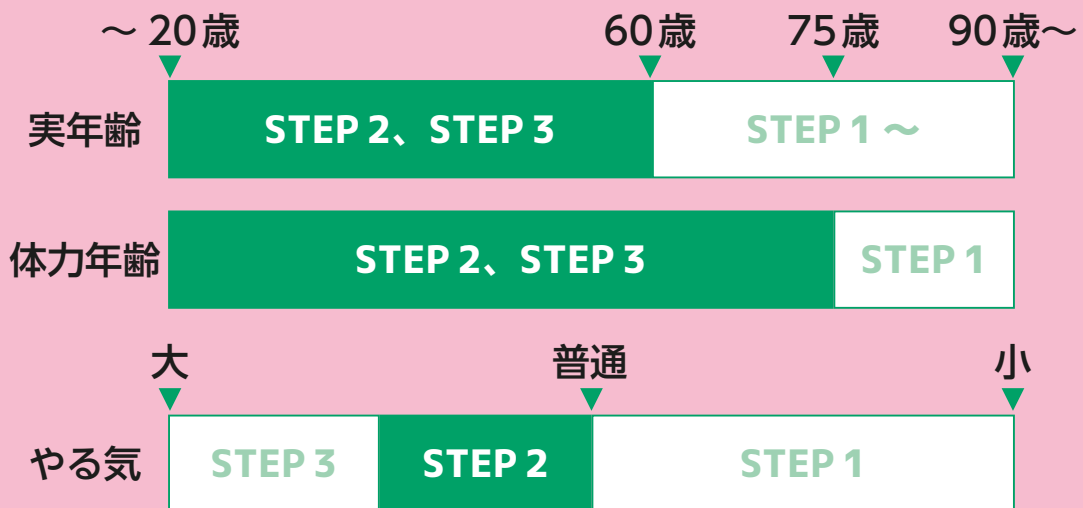 ～ 20歳 60歳 75歳 90歳～
実年齢 STEP 2、STEP 3 STEP 1 ～
体力年齢 STEP 2、STEP 3 STEP 1
大 普通 小
やる気 STEP 3 STEP 2 STEP 1